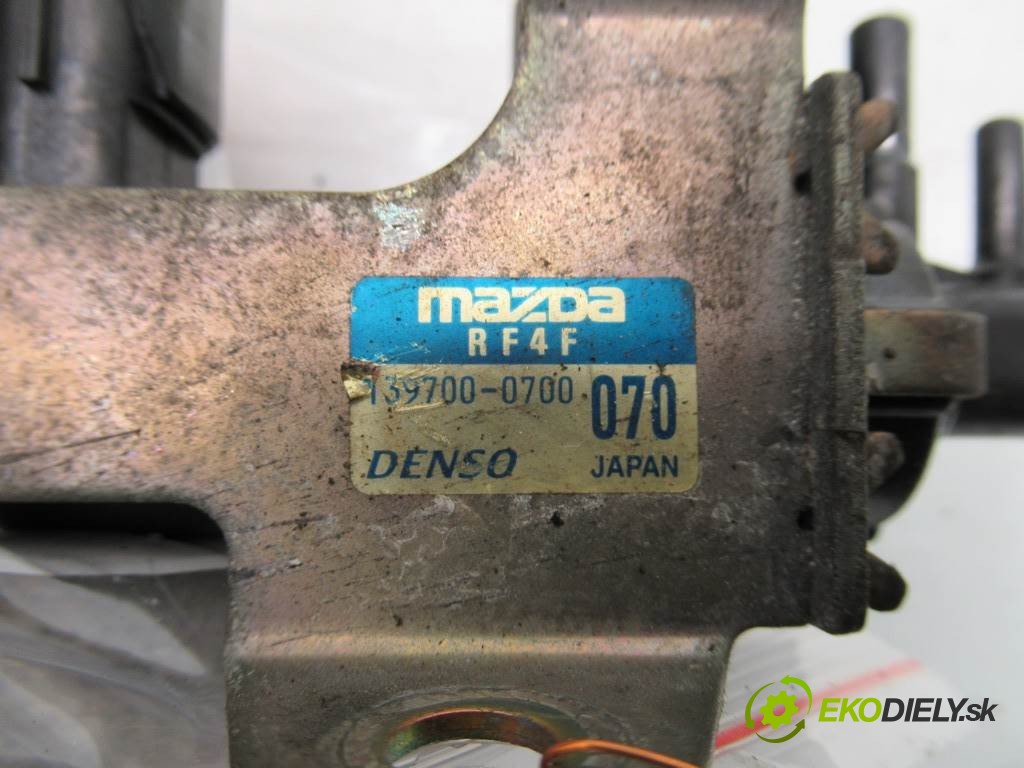 mazda
RF4F
139700-0700 070
DENSO JAPAN
EKODIELY.sk